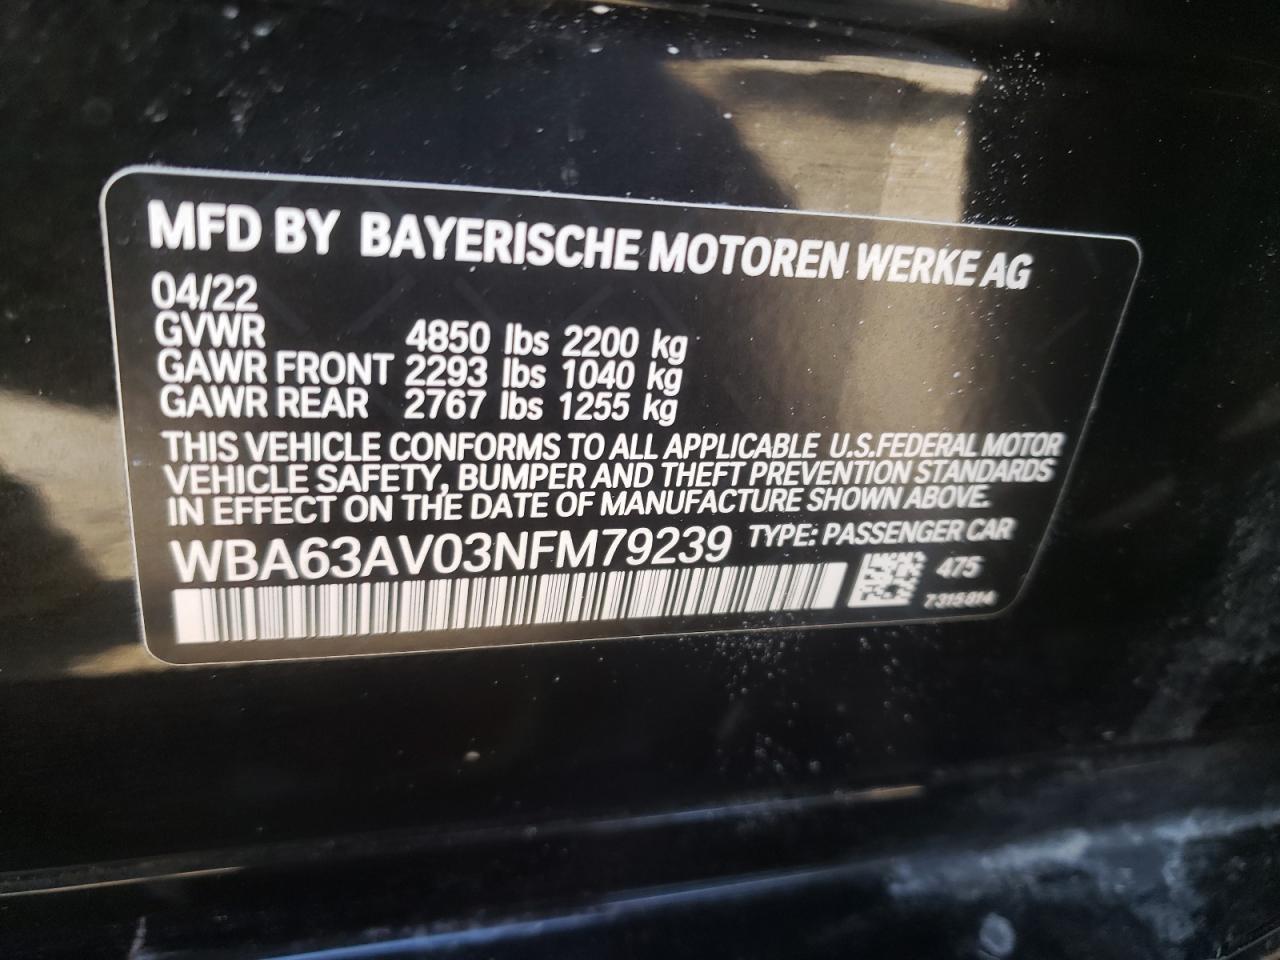 MFD BY BAYERISCHE MOTOREN WERKE AG
04/22
GVWR 4850 lbs 2200 kg
GAWR FRONT 2293 lbs 1040 kg
GAWR REAR 2767 lbs 1255 kg
THIS VEHICLE CONFORMS TO ALL APPLICABLE U.S.FEDERAL MOTOR
VEHICLE SAFETY, BUMPER AND THEFT PREVENTION STANDARDS
IN EFFECT ON THE DATE OF MANUFACTURE SHOWN ABOVE.
WBA63AV03NFM79239 TYPE: PASSENGER CAR
475
7315814